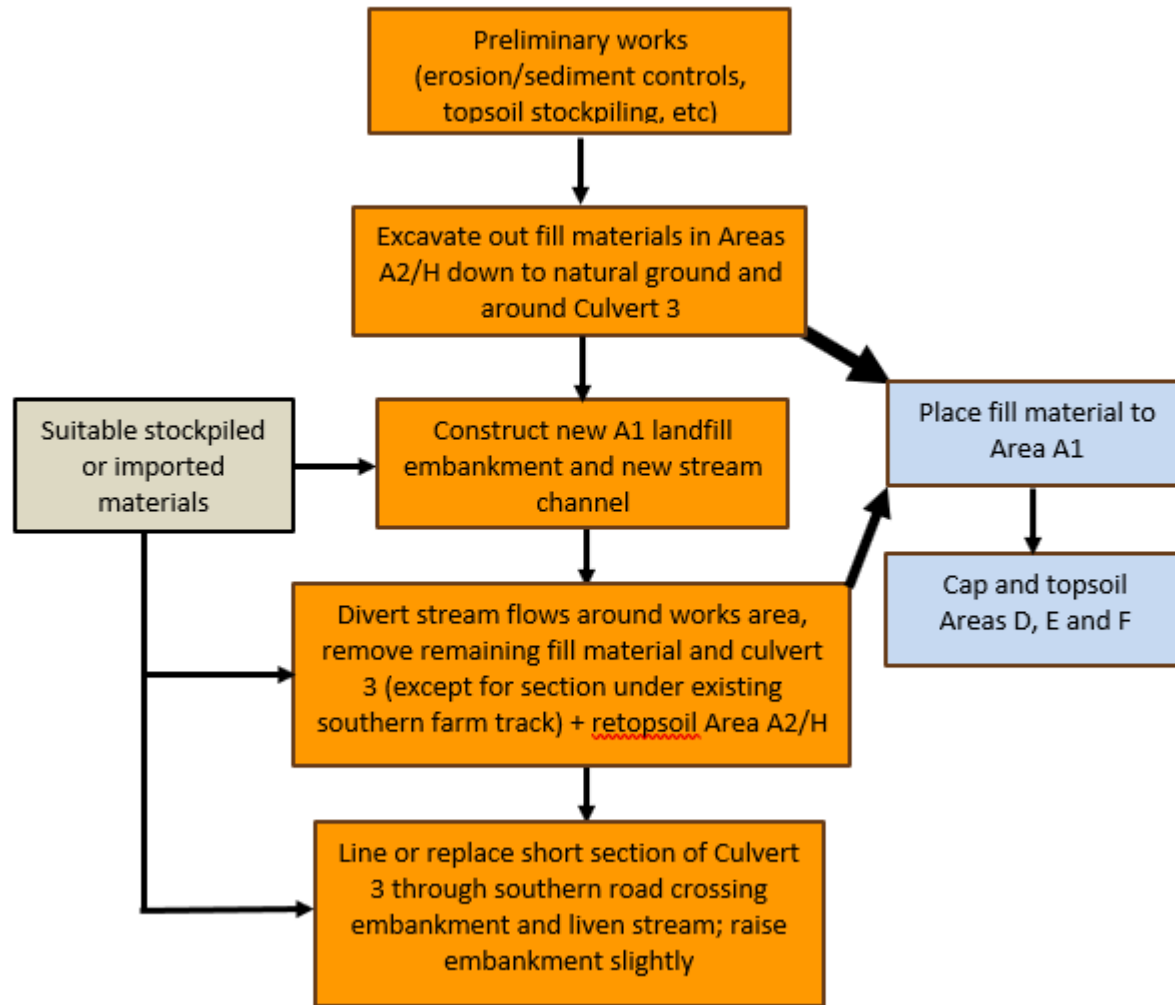 Preliminary works
(erosion/sediment controls,
topsoil stockpiling, etc)
Excavate out fill materials in Areas
A2/H down to natural ground and
around Culvert 3
Suitable stockpiled
or imported
materials
Construct new A1 landfill
embankment and new stream
channel
Place fill material to
Area A1
Divert stream flows around works area,
remove remaining fill material and culvert
3 (except for section under existing
southern farm track) + retopsoil Area A2/H
Cap and topsoil
Areas D, E and F
Line or replace short section of Culvert
3 through southern road crossing
embankment and liven stream; raise
embankment slightly